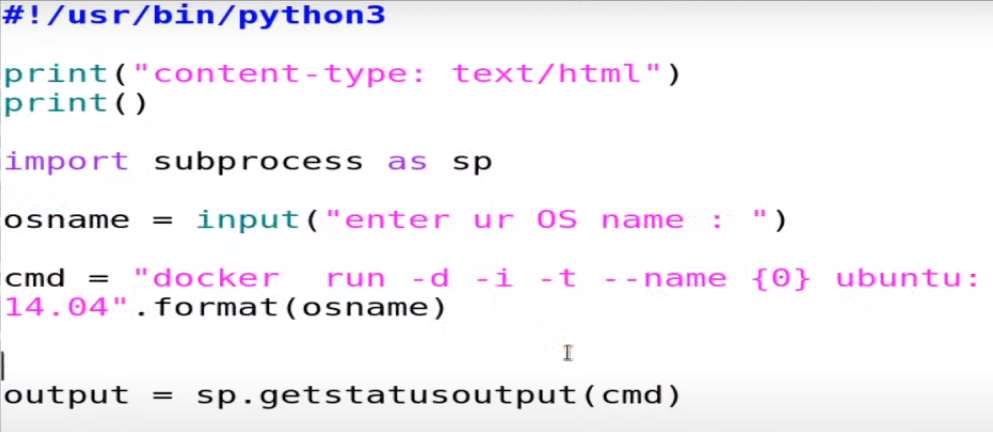 #!/usr/bin/python3
print("content-type: text/html")
print()
import subprocess as sp
osname = input("enter ur OS name : ")
cmd = "docker  run -d -i -t --name {0} ubuntu:
14.04".format(osname)
output = sp.getstatusoutput(cmd)